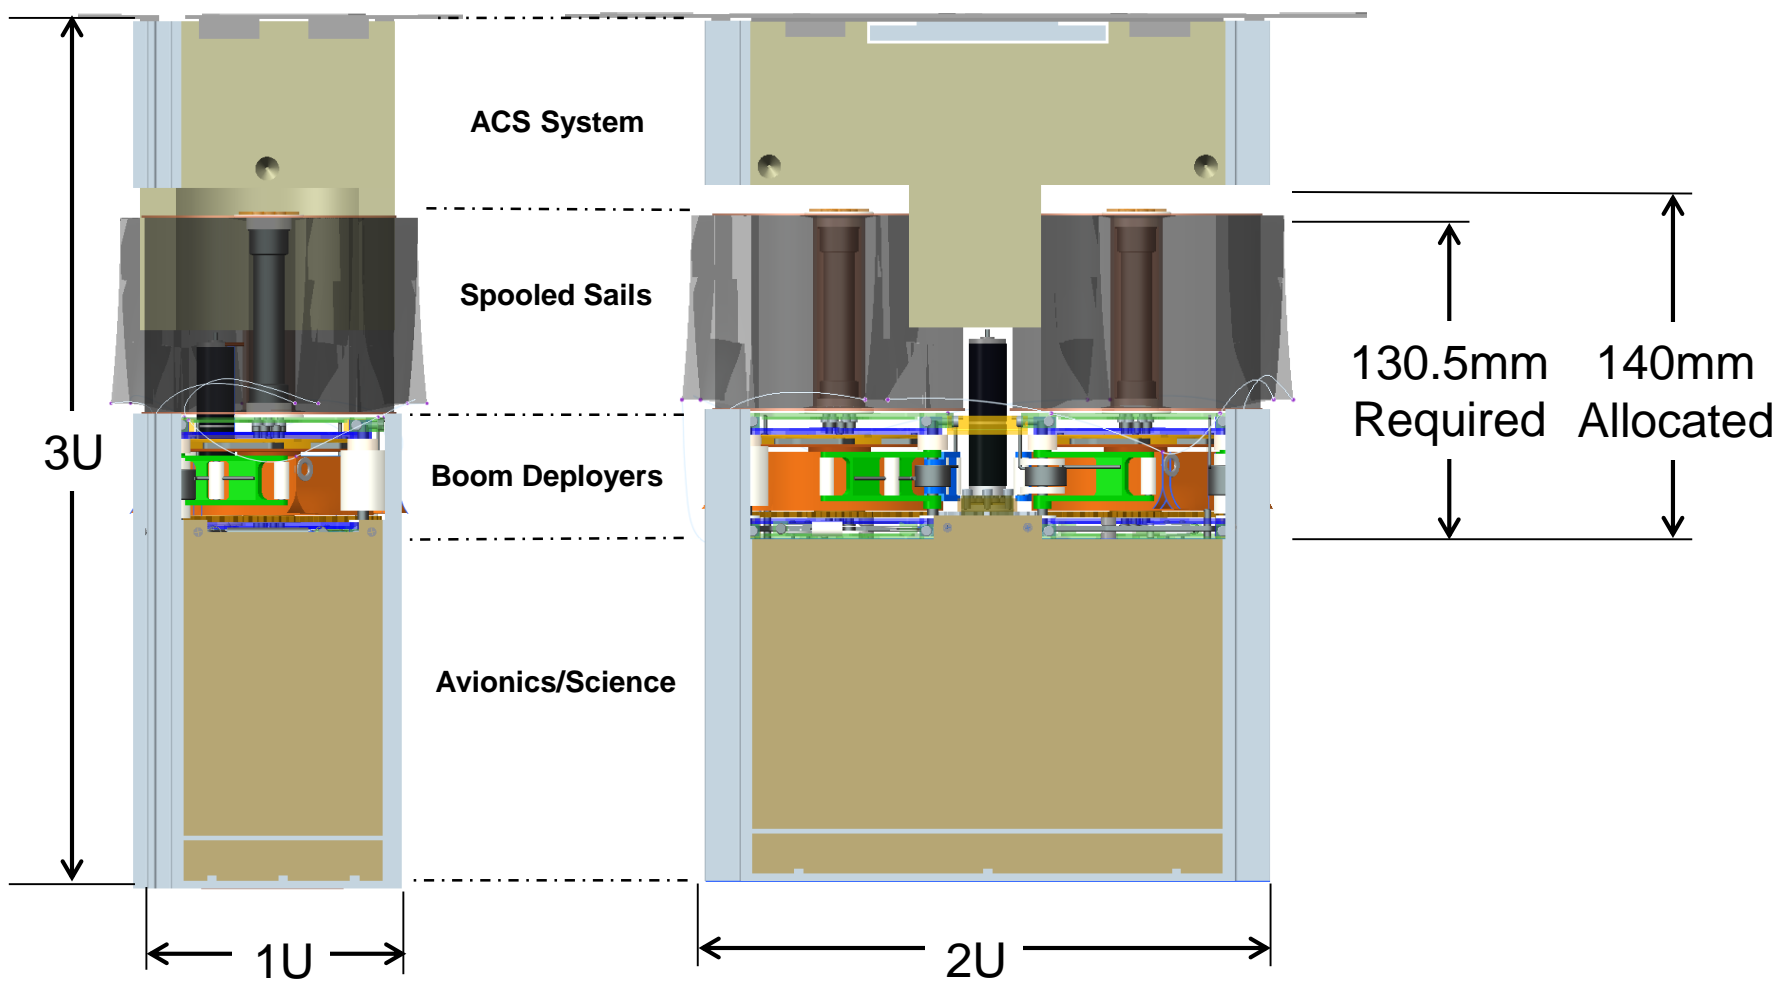 ACS System
Spooled Sails
130.5mm
Required
140mm
Allocated
3U
Boom Deployers
Avionics/Science
1U
2U